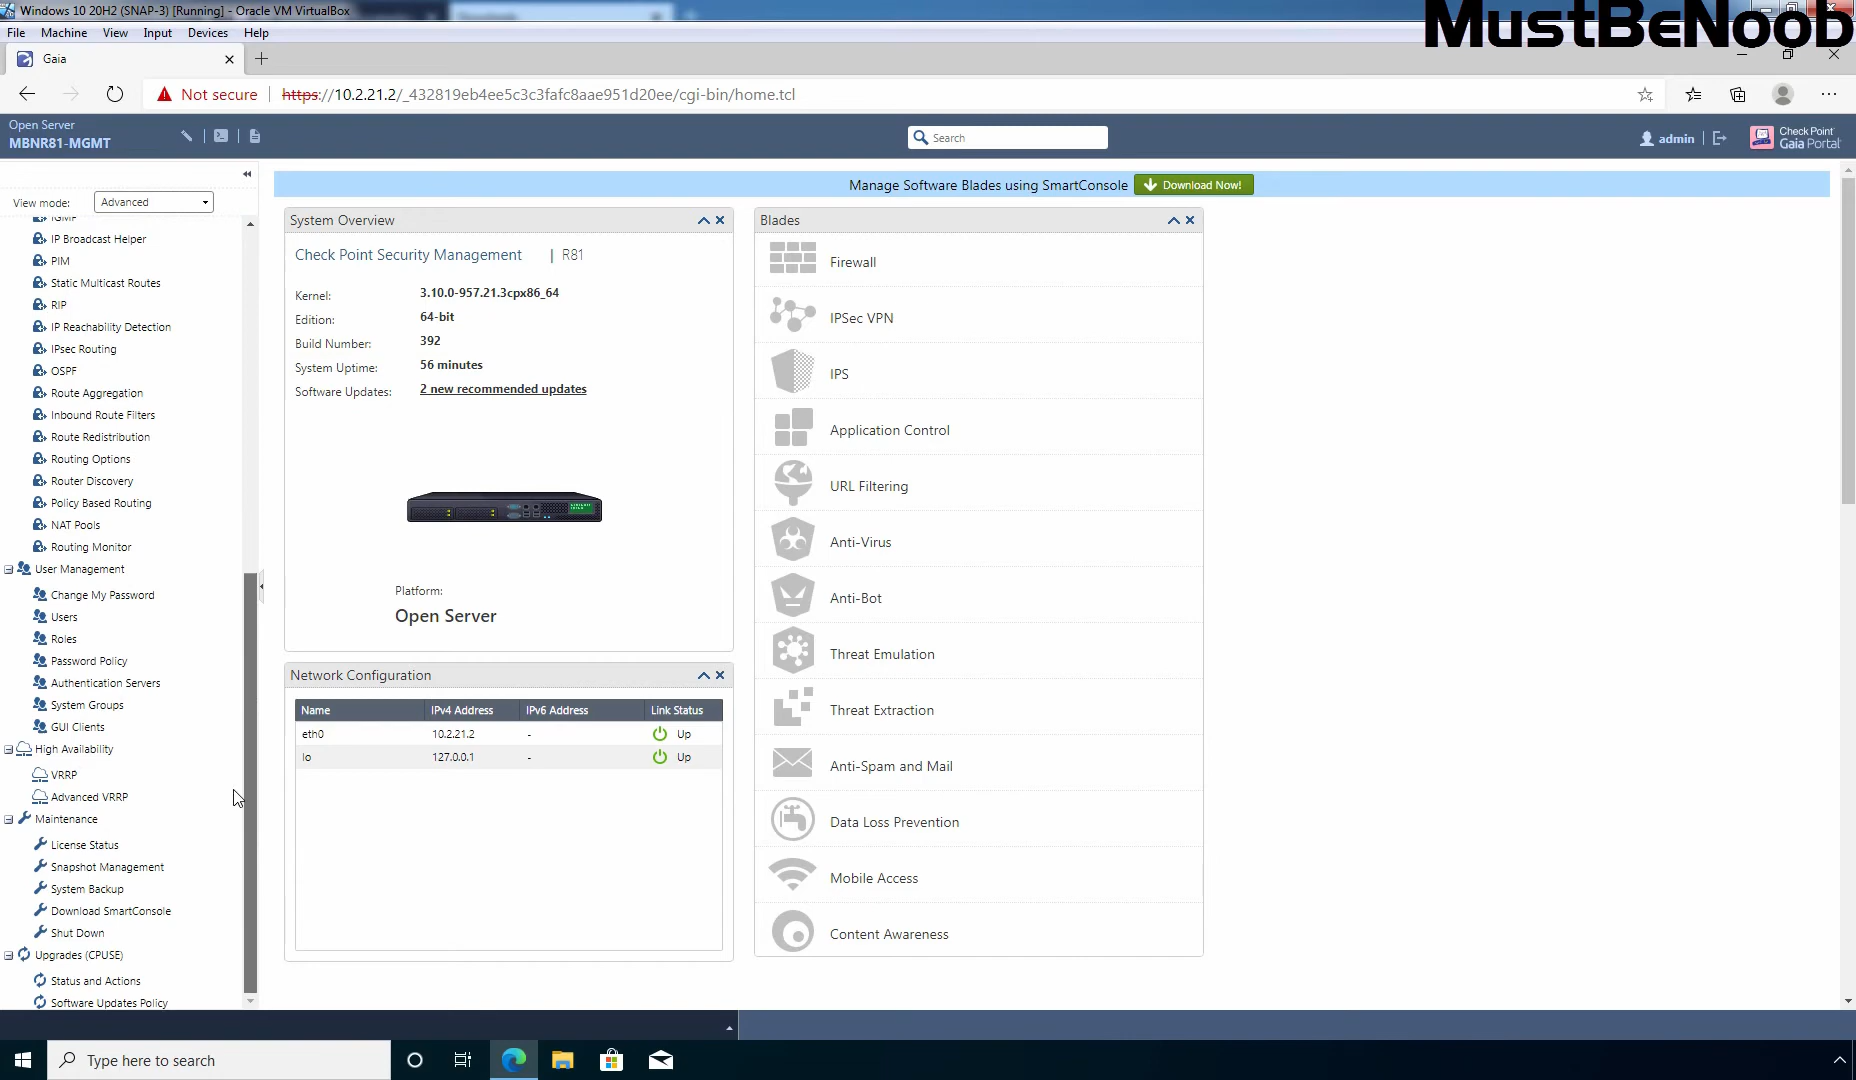 Windows 10 20H2 (SNAP-3) [Running] - Oracle VM VirtualBox
MustBeNoob
File Machine View Input Devices Help
Gaia
Not secure https://10.2.21.2/_432819eb4ee5c3c3fafc8aae951d20ee/cgi-bin/home.tcl
Open Server
MBNR81-MGMT
Search
admin
Check Point
Gaia Portal
View mode: Advanced
Manage Software Blades using SmartConsole Download Now!
IGMP
IP Broadcast Helper
PIM
Static Multicast Routes
RIP
IP Reachability Detection
IPsec Routing
OSPF
Route Aggregation
Inbound Route Filters
Route Redistribution
Routing Options
Router Discovery
Policy Based Routing
NAT Pools
Routing Monitor
User Management
Change My Password
Users
Roles
Password Policy
Authentication Servers
System Groups
GUI Clients
High Availability
VRRP
Advanced VRRP
Maintenance
License Status
Snapshot Management
System Backup
Download SmartConsole
Shut Down
Upgrades (CPUSE)
Status and Actions
Software Updates Policy
System Overview
Check Point Security Management | R81
Kernel: 3.10.0-957.21.3cpx86_64
Edition: 64-bit
Build Number: 392
System Uptime: 56 minutes
Software Updates: 2 new recommended updates
Platform:
Open Server
Network Configuration
Name IPv4 Address IPv6 Address Link Status
eth0 10.2.21.2 - Up
lo 127.0.0.1 - Up
Blades
Firewall
IPSec VPN
IPS
Application Control
URL Filtering
Anti-Virus
Anti-Bot
Threat Emulation
Threat Extraction
Anti-Spam and Mail
Data Loss Prevention
Mobile Access
Content Awareness
Type here to search